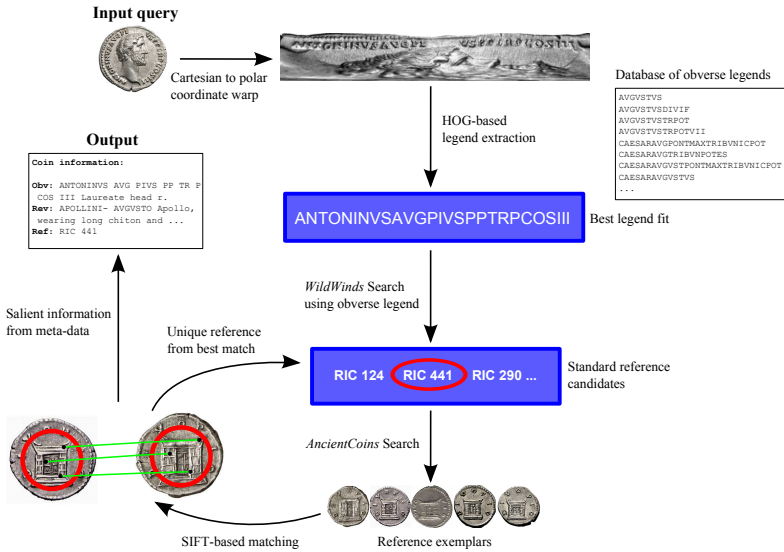 Input query
Cartesian to polar
coordinate warp
HOG-based
legend extraction
Database of obverse legends
AVGVSTVS
AVGVSTVSDIVIF
AVGVSTVSTRPOT
AVGVSTVSTRPOTVII
CAESARAVGPONTMAXTRIBVNICPOT
CAESARAVGTRIBVNPOTES
CAESARAVGVSTPONTMAXTRIBVNICPOT
CAESARAVGVSTVS
...
Output
Coin information:
Obv: ANTONINVS AVG PIVS PP TR P
COS III Laureate head r.
Rev: APOLLINI- AVGVSTO Apollo,
wearing long chiton and ...
Ref: RIC 441
ANTONINVSAVGPIVSPPTRPCOSIII
Best legend fit
WildWinds Search
using obverse legend
Salient information
from meta-data
Unique reference
from best match
RIC 124 RIC 441 RIC 290 ...
Standard reference
candidates
AncientCoins Search
SIFT-based matching
Reference exemplars